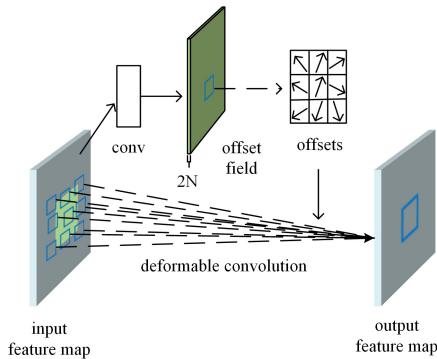 conv
offset
field
offsets
2N
deformable convolution
input
feature map
output
feature map